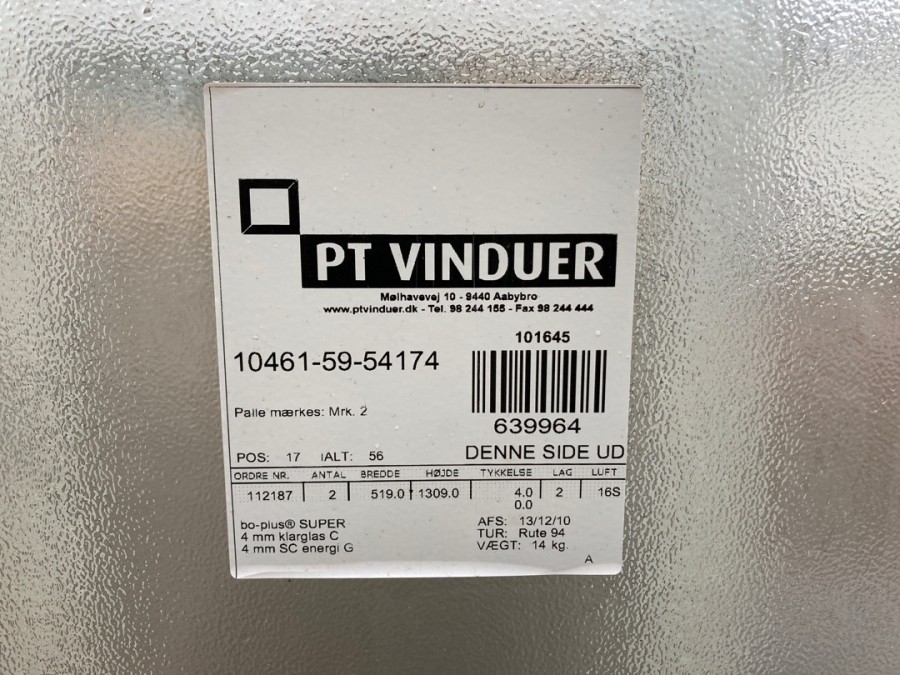 PT VINDUER
Mølhavevej 10 - 9440 Aabybro
www.ptvinduer.dk - Tel. 98 244 155 - Fax 98 244 444
101645
10461-59-54174
Palle mærkes: Mrk. 2
639964
POS: 17 IALT: 56 DENNE SIDE UD
ORDRE NR. ANTAL BREDDE HØJDE TYKKELSE LAG LUFT
112187 2 519.0 1309.0 4.0 2 16S
0.0
bo-plus® SUPER AFS: 13/12/10
4 mm klarglas C TUR: Rute 94
4 mm SC energi G VÆGT: 14 kg.
A